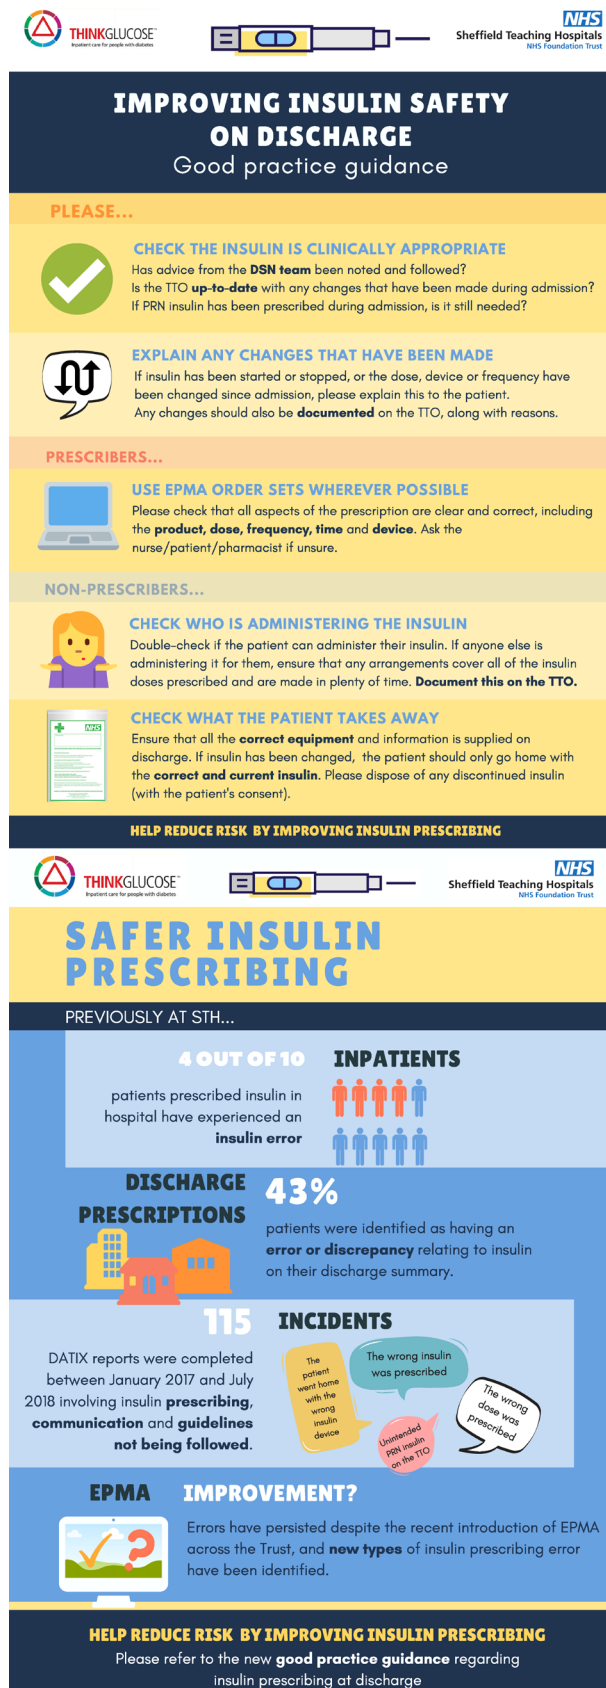 THINKGLUCOSE™
Inpatient care for people with diabetes
NHS
Sheffield Teaching Hospitals
NHS Foundation Trust
IMPROVING INSULIN SAFETY
ON DISCHARGE
Good practice guidance
PLEASE...
CHECK THE INSULIN IS CLINICALLY APPROPRIATE
Has advice from the DSN team been noted and followed?
Is the TTO up-to-date with any changes that have been made during admission?
If PRN insulin has been prescribed during admission, is it still needed?
EXPLAIN ANY CHANGES THAT HAVE BEEN MADE
If insulin has been started or stopped, or the dose, device or frequency have
been changed since admission, please explain this to the patient.
Any changes should also be documented on the TTO, along with reasons.
PRESCRIBERS...
USE EPMA ORDER SETS WHEREVER POSSIBLE
Please check that all aspects of the prescription are clear and correct, including
the product, dose, frequency, time and device. Ask the
nurse/patient/pharmacist if unsure.
NON-PRESCRIBERS...
CHECK WHO IS ADMINISTERING THE INSULIN
Double-check if the patient can administer their insulin. If anyone else is
administering it for them, ensure that any arrangements cover all of the insulin
doses prescribed and are made in plenty of time. Document this on the TTO.
NHS
CHECK WHAT THE PATIENT TAKES AWAY
Ensure that all the correct equipment and information is supplied on
discharge. If insulin has been changed, the patient should only go home with
the correct and current insulin. Please dispose of any discontinued insulin
(with the patient's consent).
HELP REDUCE RISK BY IMPROVING INSULIN PRESCRIBING
THINKGLUCOSE™
Inpatient care for people with diabetes
NHS
Sheffield Teaching Hospitals
NHS Foundation Trust
SAFER INSULIN
PRESCRIBING
PREVIOUSLY AT STH...
4 OUT OF 10
patients prescribed insulin in
hospital have experienced an
insulin error
INPATIENTS
DISCHARGE
PRESCRIPTIONS
43%
patients were identified as having an
error or discrepancy relating to insulin
on their discharge summary.
115
DATIX reports were completed
between January 2017 and July
2018 involving insulin prescribing,
communication and guidelines
not being followed.
INCIDENTS
The
patient
went home
with the
wrong
insulin
device
The wrong insulin
was prescribed
Unintended
PRN insulin
on the TTO
The wrong
dose was
prescribed
EPMA
IMPROVEMENT?
Errors have persisted despite the recent introduction of EPMA
across the Trust, and new types of insulin prescribing error
have been identified.
HELP REDUCE RISK BY IMPROVING INSULIN PRESCRIBING
Please refer to the new good practice guidance regarding
insulin prescribing at discharge